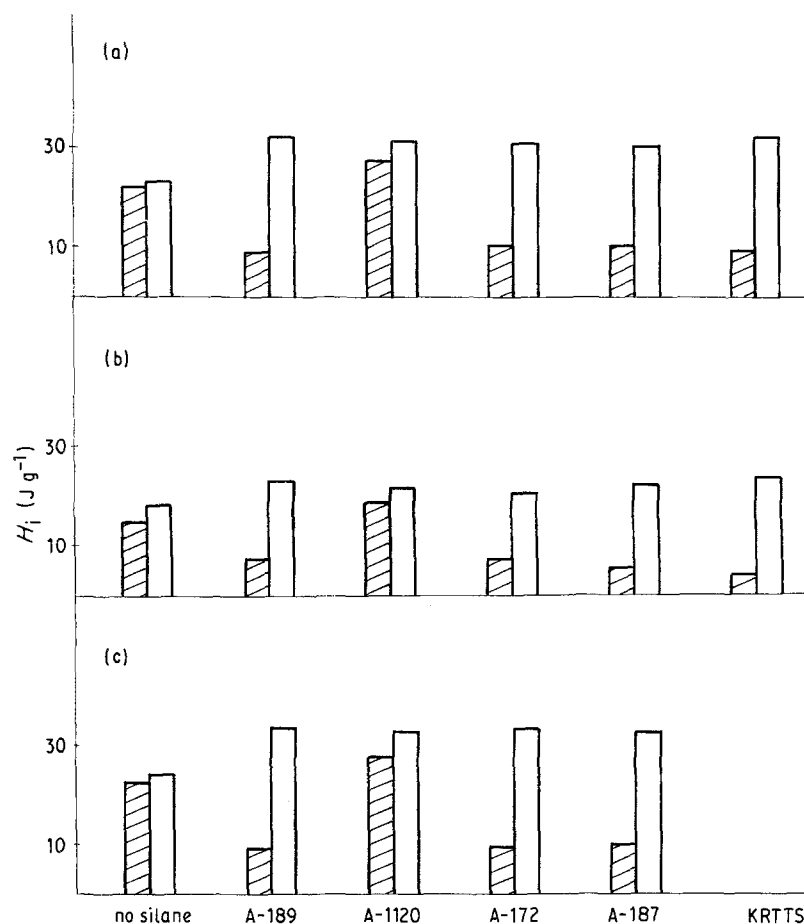 (a)
30
10
(b)
30
10
H_i (J g⁻¹)
(c)
30
10
no silane A-189 A-1120 A-172 A-187 KRTTS